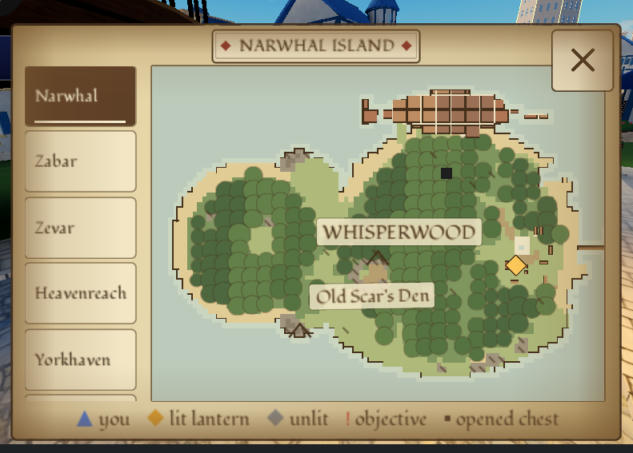 NARWHAL ISLAND
Narwhal
Zabar
Zevar
Heavenreach
Yorkhaven
WHISPERWOOD
Old Scar's Den
you lit lantern unlit ! objective opened chest